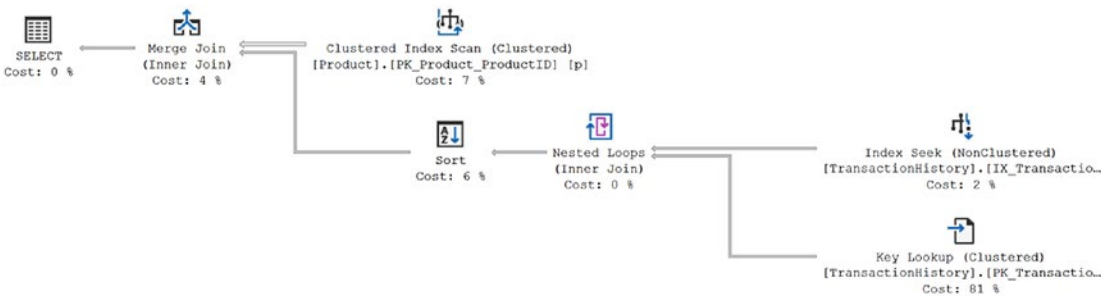 SELECT
Cost: 0 %
Merge Join
(Inner Join)
Cost: 4 %
Clustered Index Scan (Clustered)
[Product].[PK_Product_ProductID] [p]
Cost: 7 %
A
Z
Sort
Cost: 6 %
Nested Loops
(Inner Join)
Cost: 0 %
Index Seek (NonClustered)
[TransactionHistory].[IX_Transactio…
Cost: 2 %
Key Lookup (Clustered)
[TransactionHistory].[PK_Transactio…
Cost: 81 %